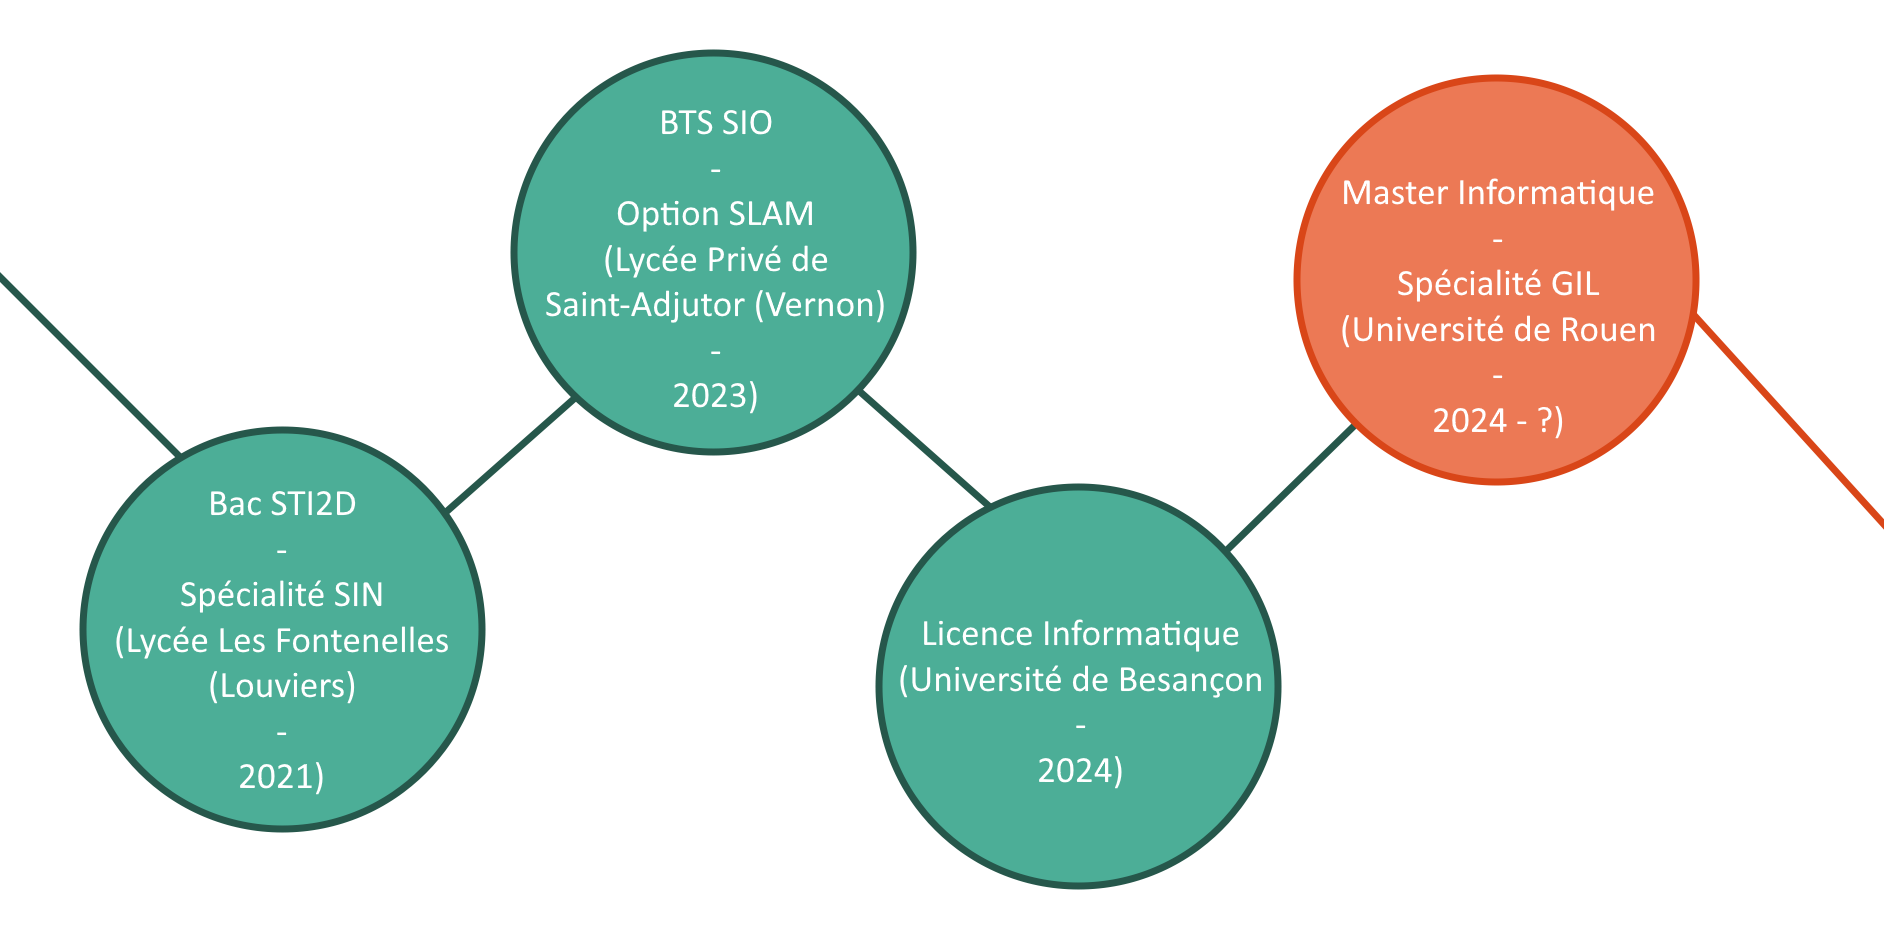 Bac STI2D
-
Spécialité SIN
(Lycée Les Fontenelles
(Louviers)
-
2021)
BTS SIO
-
Option SLAM
(Lycée Privé de
Saint-Adjutor (Vernon)
-
2023)
Licence Informatique
(Université de Besançon
-
2024)
Master Informatique
-
Spécialité GIL
(Université de Rouen
-
2024 - ?)